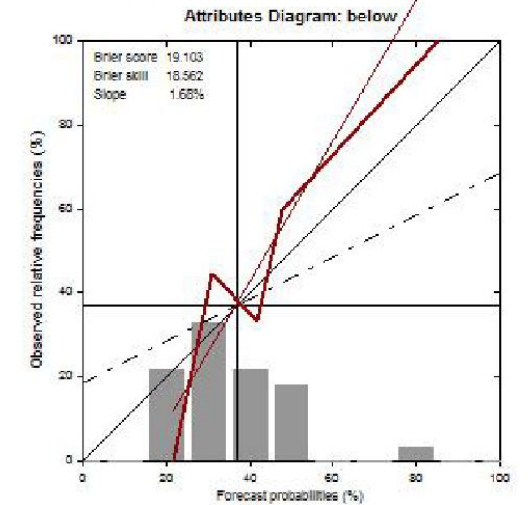 Attributes Diagram: below
Brier score 19.103
Brier skill 18.562
Slope 1.68%
100
80
60
40
20
0
Observed relative frequencies (%)
0 20 40 60 80 100
Forecast probabilities (%)